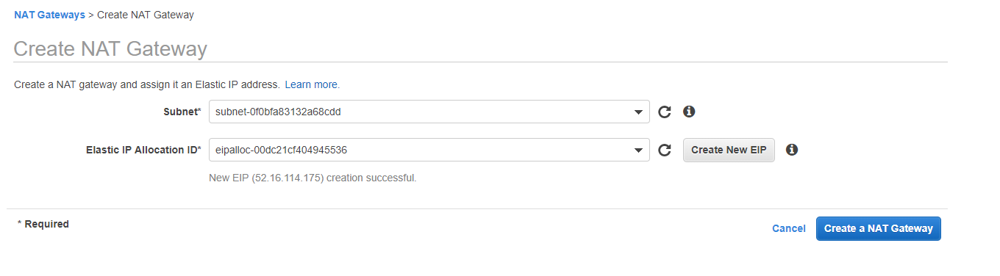 NAT Gateways > Create NAT Gateway
Create NAT Gateway
Create a NAT gateway and assign it an Elastic IP address. Learn more.
Subnet* subnet-0f0bfa83132a68cdd
Elastic IP Allocation ID* eipalloc-00dc21cf404945536 Create New EIP
New EIP (52.16.114.175) creation successful.
* Required
Cancel Create a NAT Gateway